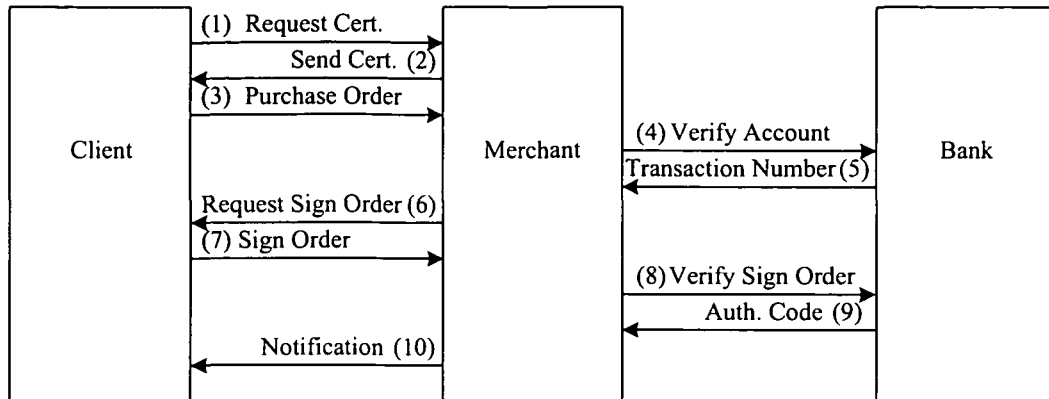 (1) Request Cert.
Send Cert. (2)
(3) Purchase Order
Client
Merchant
Bank
(4) Verify Account
Transaction Number (5)
Request Sign Order (6)
(7) Sign Order
(8) Verify Sign Order
Auth. Code (9)
Notification (10)